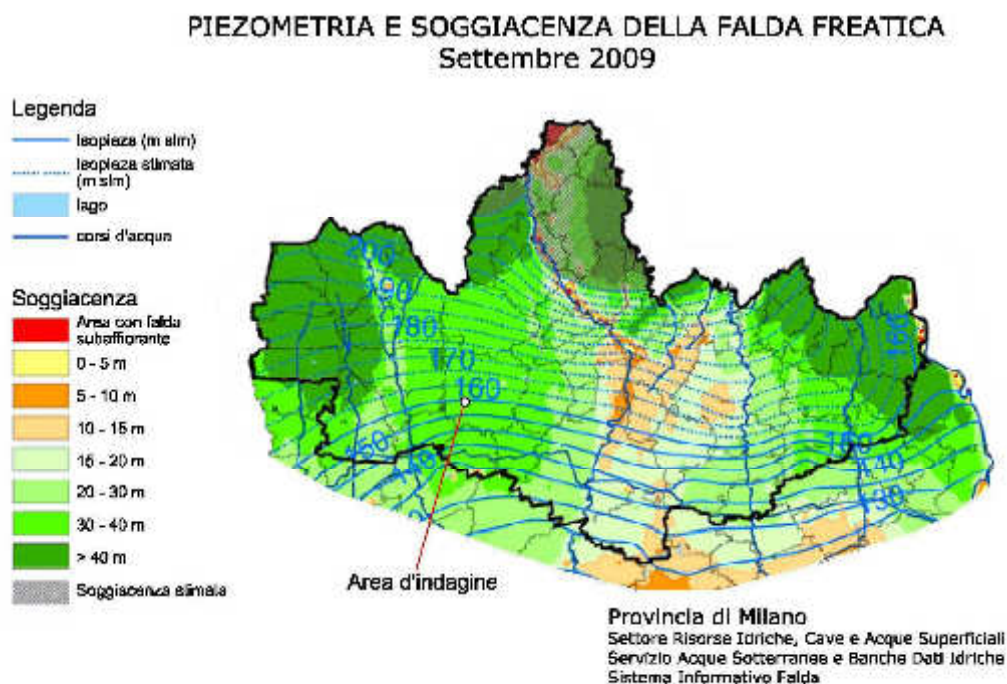 PIEZOMETRIA E SOGGIACENZA DELLA FALDA FREATICA
Settembre 2009
Legenda
Isopieza (m slm)
Isopieza stimata
(m slm)
lago
corsi d'acqua
Soggiacenza
Area con falda
subaffiorante
0 - 5 m
5 - 10 m
10 - 15 m
15 - 20 m
20 - 30 m
30 - 40 m
> 40 m
Soggiacenza stimata
200
190
180
170
160
150
140
166
150
140
130
Area d'indagine
Provincia di Milano
Settore Risorse Idriche, Cave e Acque Superficiali
Servizio Acque Sotterranee e Banche Dati Idriche
Sistema Informativo Falda